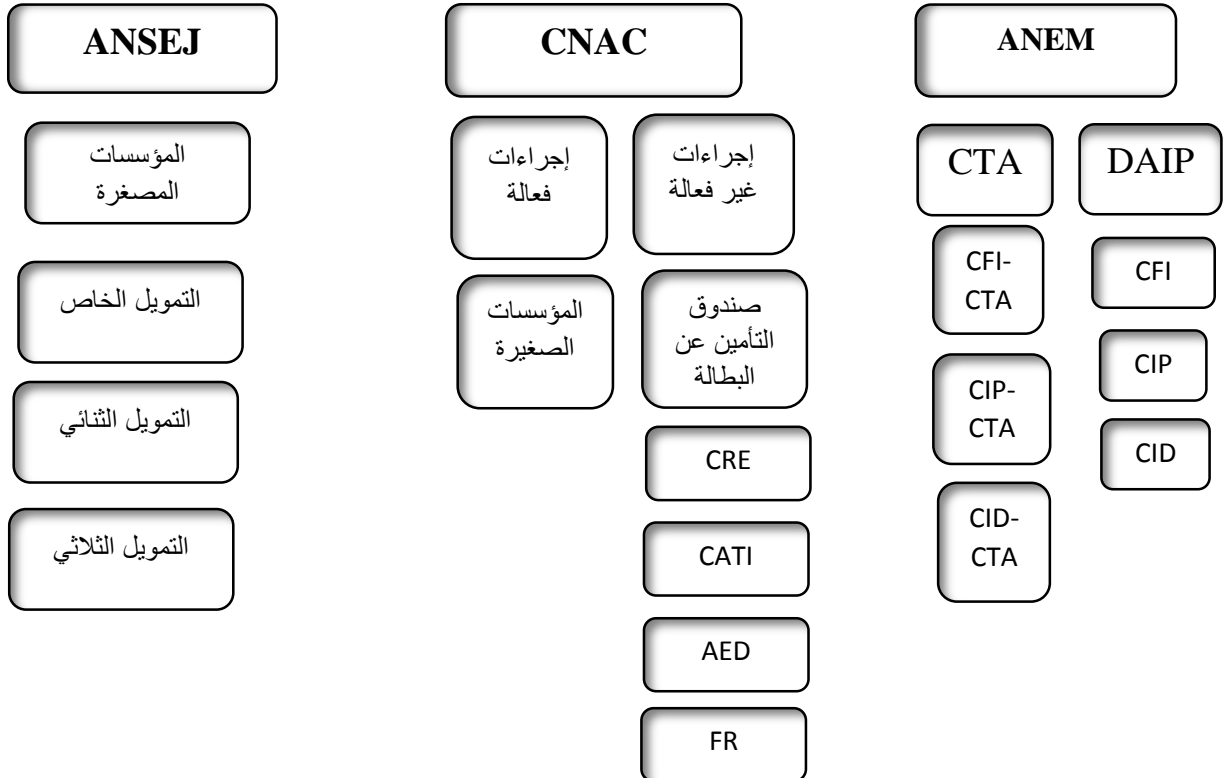 ANSEJ
المؤسسات
المصغرة
التمويل الخاص
التمويل الثنائي
التمويل الثلاثي
CNAC
إجراءات
فعالة
المؤسسات
الصغيرة
إجراءات
غير فعالة
صندوق
التأمين عن
البطالة
CRE
CATI
AED
FR
ANEM
CTA
CFI-
CTA
CIP-
CTA
CID-
CTA
DAIP
CFI
CIP
CID